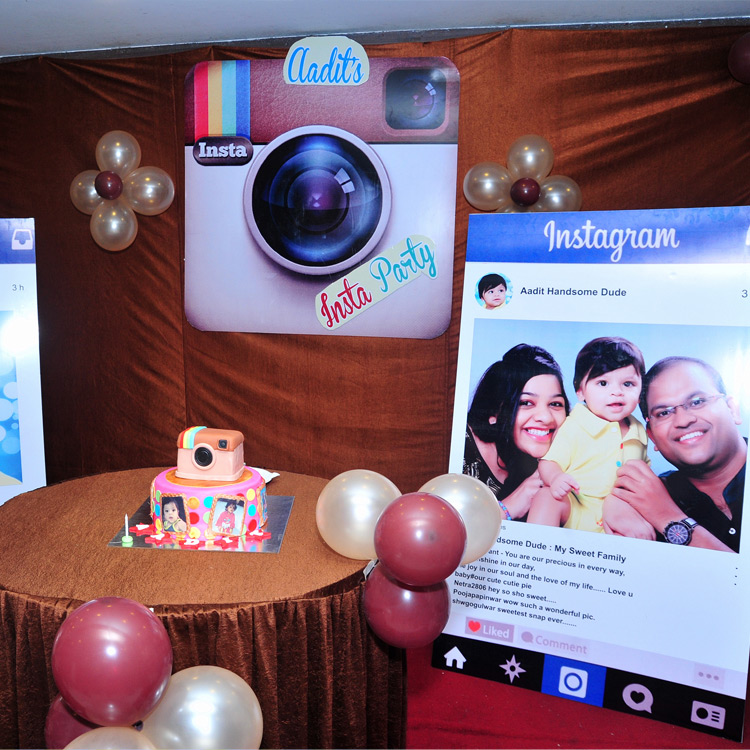 Aadit's
Insta
Insta Party
3 h
Instagram
Aadit Handsome Dude
3
dsome Dude : My Sweet Family
ant - You are our precious in every way,
shine in our day,
joy in our soul and the love of my life...... Love u
baby#our cute cutie pie
Netra2806 hey so sho sweet.....
Poojapapinwar wow such a wonderful pic.
shwgogulwar sweetest snap ever.......
Liked
Comment